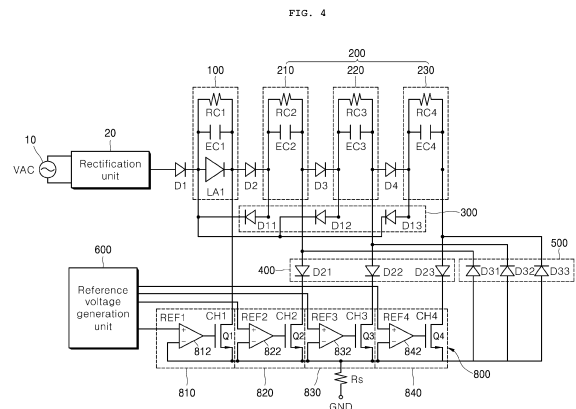 FIG. 4
200
100 210 220 230
RC1 RC2 RC3 RC4
EC1 EC2 EC3 EC4
10 20
VAC Rectification unit
D1 LA1 D2 D3 D4
D11 D12 D13 300
400 D21 D22 D23 D31 D32 D33 500
600
Reference voltage generation unit
REF1 CH1 REF2 CH2 REF3 CH3 REF4 CH4
+ + + +
- - - -
Q1 Q2 Q3 Q4
812 822 832 842 800
810 820 830 840
Rs
GND